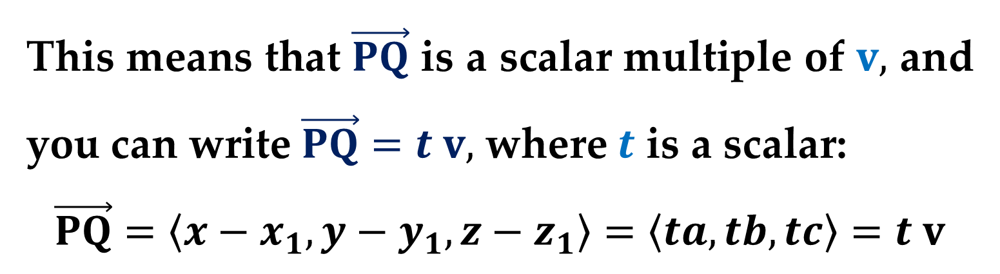 This means that $\overrightarrow{\mathbf{PQ}}$ is a scalar multiple of $\mathbf{v}$, and
you can write $\overrightarrow{\mathbf{PQ}} = t\,\mathbf{v}$, where $t$ is a scalar:
$\overrightarrow{\mathbf{PQ}} = \langle x - x_1, y - y_1, z - z_1 \rangle = \langle ta, tb, tc \rangle = t\,\mathbf{v}$